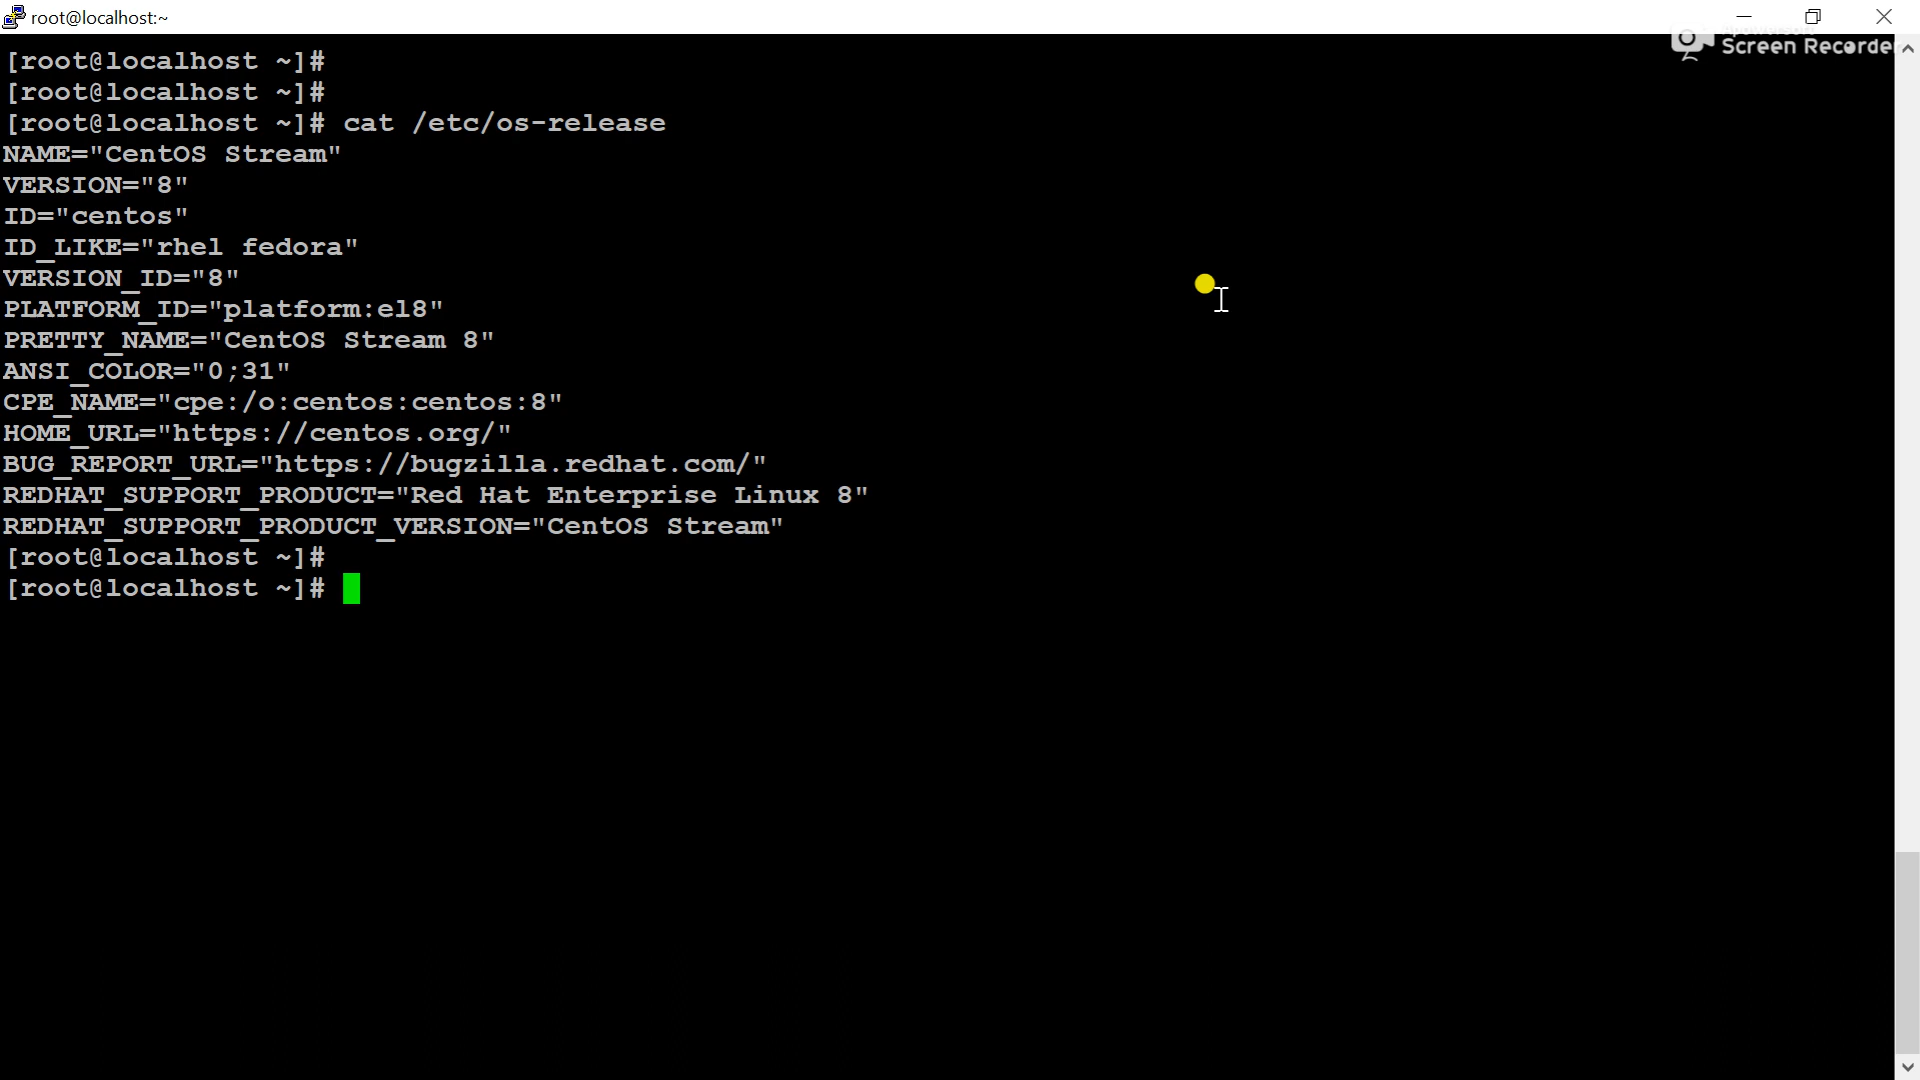 root@localhost:~
Screen Recorder
[root@localhost ~]#
[root@localhost ~]#
[root@localhost ~]# cat /etc/os-release
NAME="CentOS Stream"
VERSION="8"
ID="centos"
ID_LIKE="rhel fedora"
VERSION_ID="8"
PLATFORM_ID="platform:el8"
PRETTY_NAME="CentOS Stream 8"
ANSI_COLOR="0;31"
CPE_NAME="cpe:/o:centos:centos:8"
HOME_URL="https://centos.org/"
BUG_REPORT_URL="https://bugzilla.redhat.com/"
REDHAT_SUPPORT_PRODUCT="Red Hat Enterprise Linux 8"
REDHAT_SUPPORT_PRODUCT_VERSION="CentOS Stream"
[root@localhost ~]#
[root@localhost ~]#